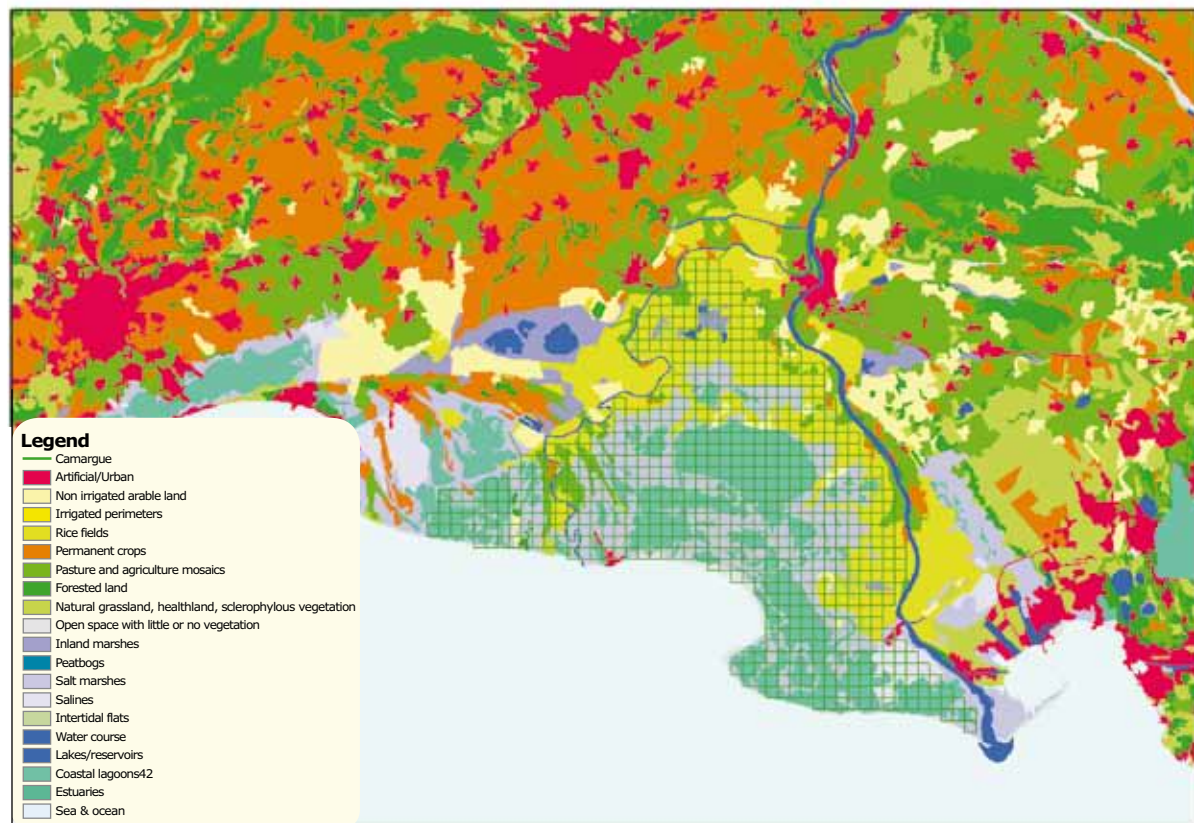 Legend
Camargue
Artificial/Urban
Non irrigated arable land
Irrigated perimeters
Rice fields
Permanent crops
Pasture and agriculture mosaics
Forested land
Natural grassland, healthland, sclerophylous vegetation
Open space with little or no vegetation
Inland marshes
Peatbogs
Salt marshes
Salines
Intertidal flats
Water course
Lakes/reservoirs
Coastal lagoons42
Estuaries
Sea & ocean